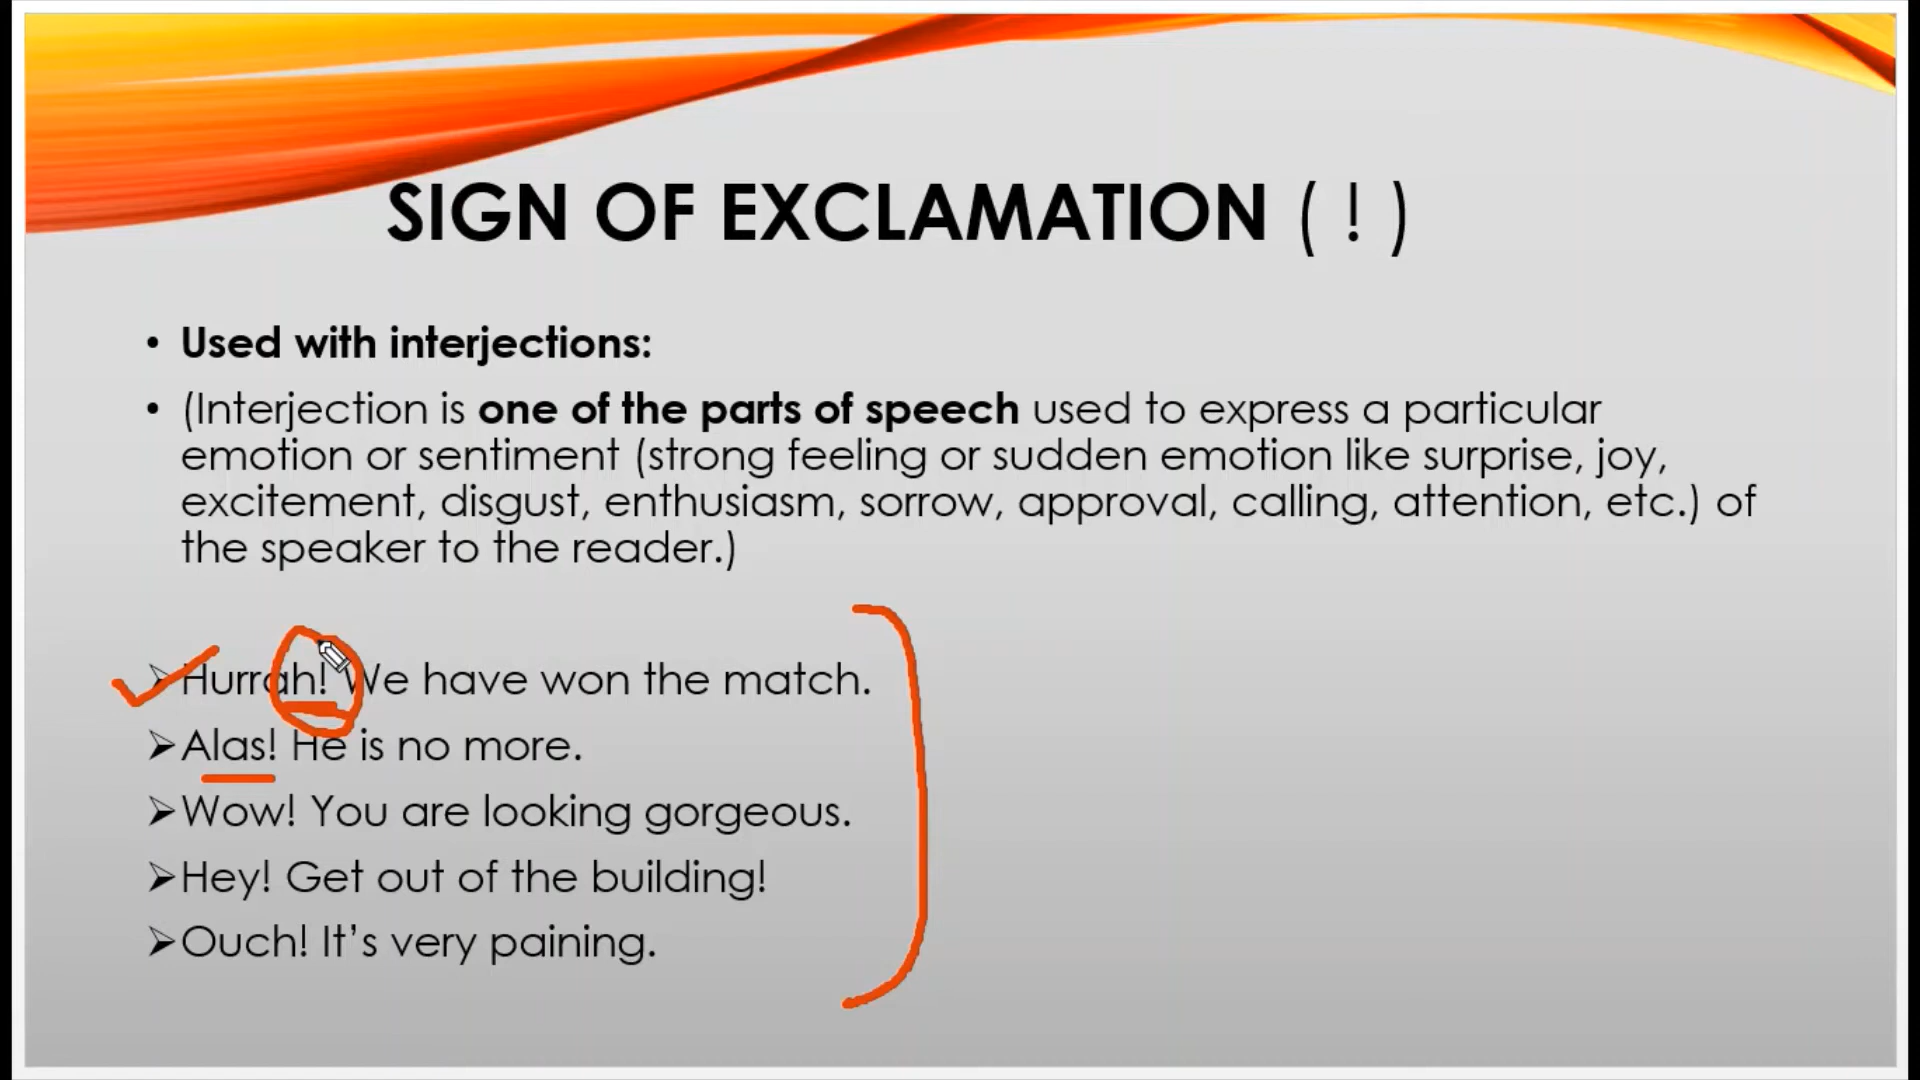 SIGN OF EXCLAMATION ( ! )
• Used with interjections:
• (Interjection is one of the parts of speech used to express a particular
emotion or sentiment (strong feeling or sudden emotion like surprise, joy,
excitement, disgust, enthusiasm, sorrow, approval, calling, attention, etc.) of
the speaker to the reader.)
➢Hurrah! We have won the match.
➢Alas! He is no more.
➢Wow! You are looking gorgeous.
➢Hey! Get out of the building!
➢Ouch! It’s very paining.